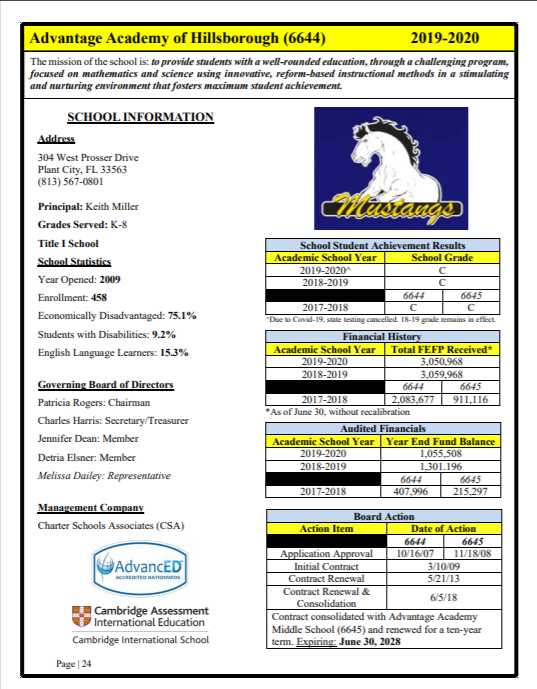 Advantage Academy of Hillsborough (6644) 2019-2020
The mission of the school is: to provide students with a well-rounded education, through a challenging program,
focused on mathematics and science using innovative, reform-based instructional methods in a stimulating
and nurturing environment that fosters maximum student achievement.
SCHOOL INFORMATION
Address
304 West Prosser Drive
Plant City, FL 33563
(813) 567-0801
Principal: Keith Miller
Grades Served: K-8
Title I School
School Statistics
Year Opened: 2009
Enrollment: 458
Economically Disadvantaged: 75.1%
Students with Disabilities: 9.2%
English Language Learners: 15.3%
Governing Board of Directors
Patricia Rogers: Chairman
Charles Harris: Secretary/Treasurer
Jennifer Dean: Member
Detria Elsner: Member
Melissa Dailey: Representative
Management Company
Charter Schools Associates (CSA)
AdvancED
ACCREDITED NATIONWIDE
Cambridge Assessment
International Education
Cambridge International School
Mustangs
School Student Achievement Results
Academic School Year School Grade
2019-2020^ C
2018-2019 C
6644 6645
2017-2018 C C
^Due to Covid-19, state testing cancelled. 18-19 grade remains in effect.
Financial History
Academic School Year Total FEFP Received*
2019-2020 3,050,968
2018-2019 3,059,968
6644 6645
2017-2018 2,083,677 911,116
*As of June 30, without recalibration
Audited Financials
Academic School Year Year End Fund Balance
2019-2020 1,055,508
2018-2019 1,301.196
6644 6645
2017-2018 407,996 215,297
Board Action
Action Item Date of Action
6644 6645
Application Approval 10/16/07 11/18/08
Initial Contract 3/10/09
Contract Renewal 5/21/13
Contract Renewal &
Consolidation 6/5/18
Contract consolidated with Advantage Academy
Middle School (6645) and renewed for a ten-year
term. Expiring: June 30, 2028
Page | 24